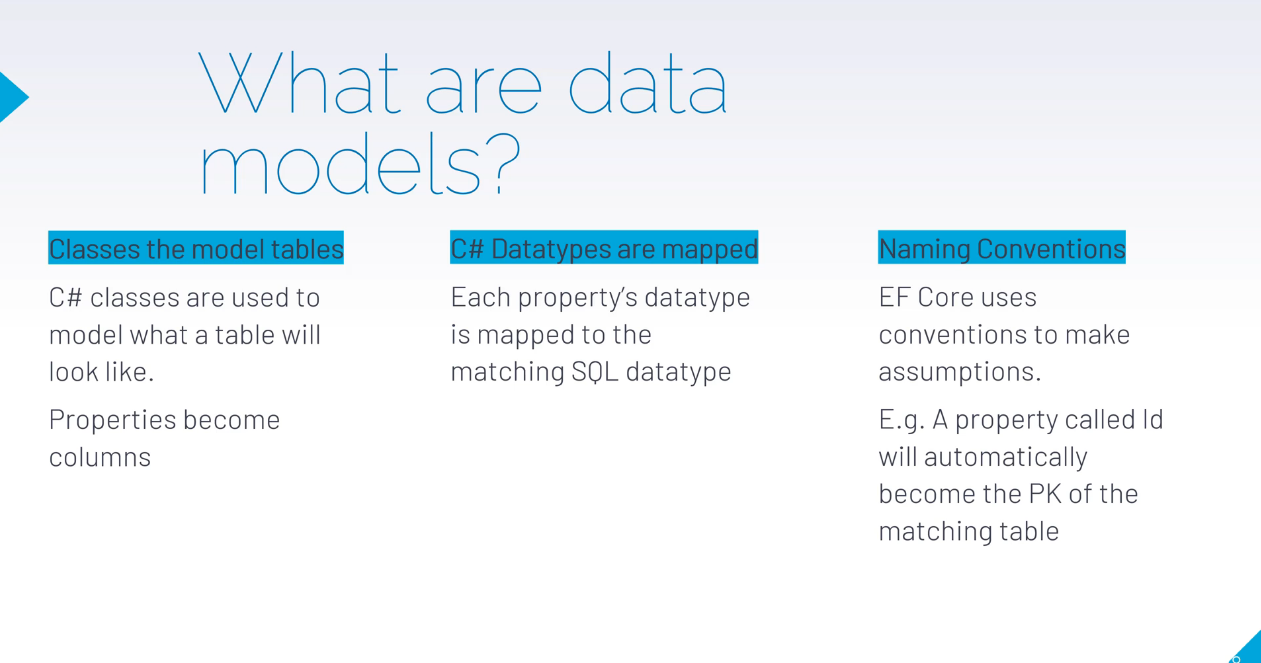 What are data
models?
Classes the model tables
C# classes are used to
model what a table will
look like.
Properties become
columns
C# Datatypes are mapped
Each property’s datatype
is mapped to the
matching SQL datatype
Naming Conventions
EF Core uses
conventions to make
assumptions.
E.g. A property called Id
will automatically
become the PK of the
matching table